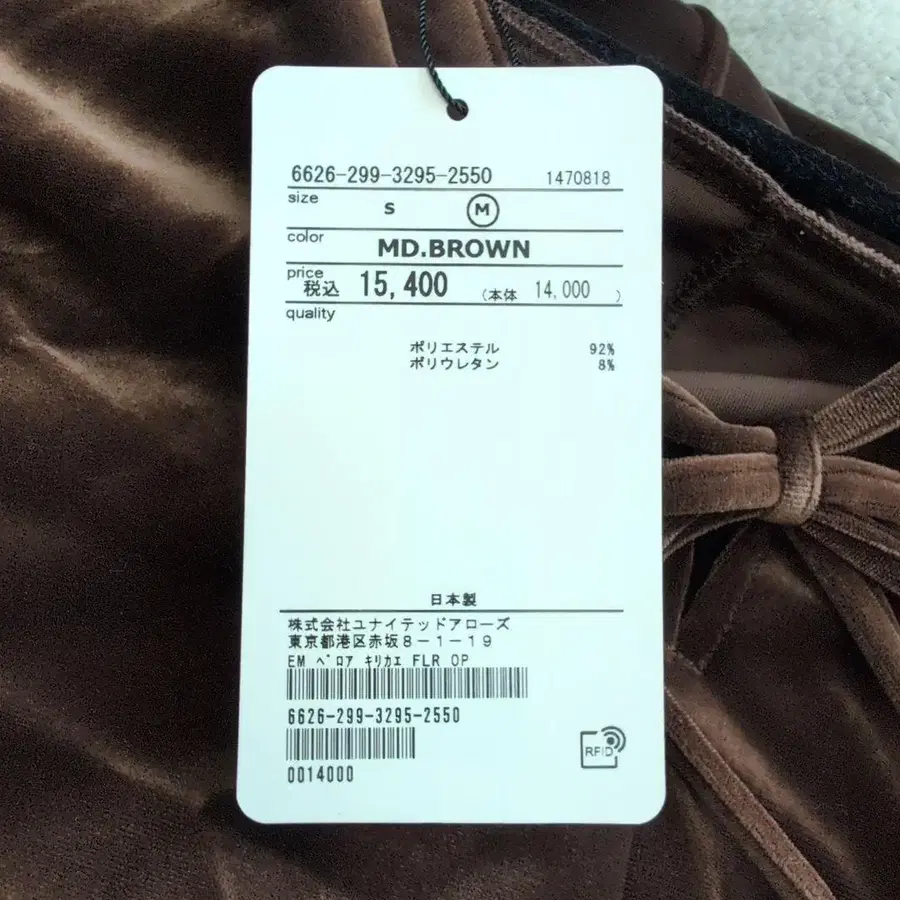 6626-299-3295-2550 1470818
size S M
color MD.BROWN
price 税込 15,400 (本体 14,000 )
quality
ポリエステル 92%
ポリウレタン 8%
日本製
株式会社ユナイテッドアローズ
東京都港区赤坂8-1-19
EM ベロア キリカエ FLR OP
6626-299-3295-2550
0014000
RFID